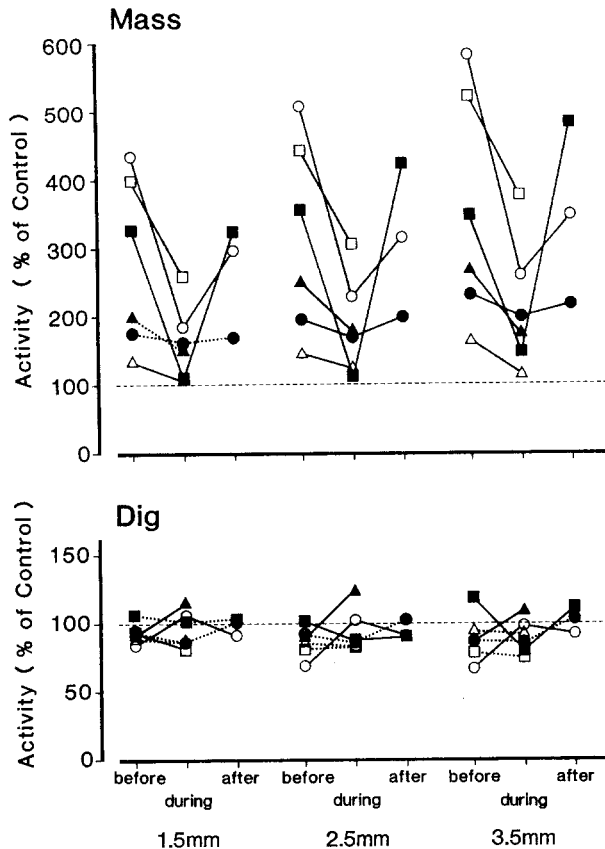 Mass
Activity ( % of Control )
600
500
400
300
200
100
0
Dig
Activity ( % of Control )
150
100
50
0
before during after before during after before during after
1.5mm 2.5mm 3.5mm